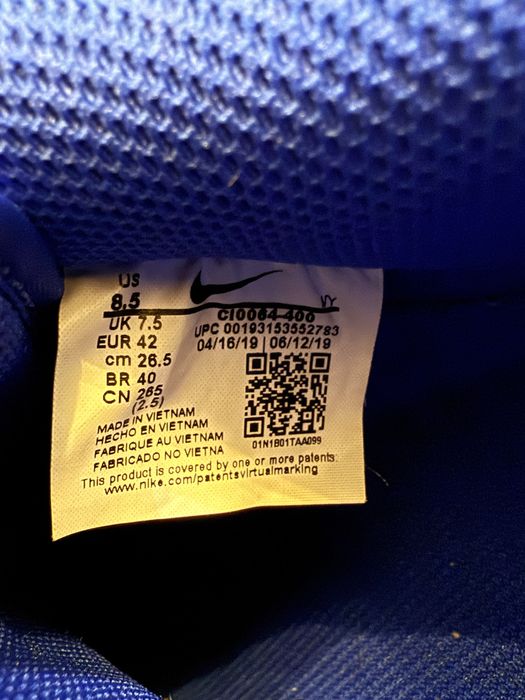 US
8.5
VY
UK 7.5
CI0064-400
EUR 42
UPC 00193153552783
cm 26.5
04/16/19 | 06/12/19
BR 40
CN 265
(2.5)
MADE IN VIETNAM
HECHO EN VIETNAM
FABRIQUE AU VIETNAM
FABRICADO NO VIETNA
01N1B01TAA099
This product is covered by one or more patents:
www.nike.com/patentsvirtualmarking